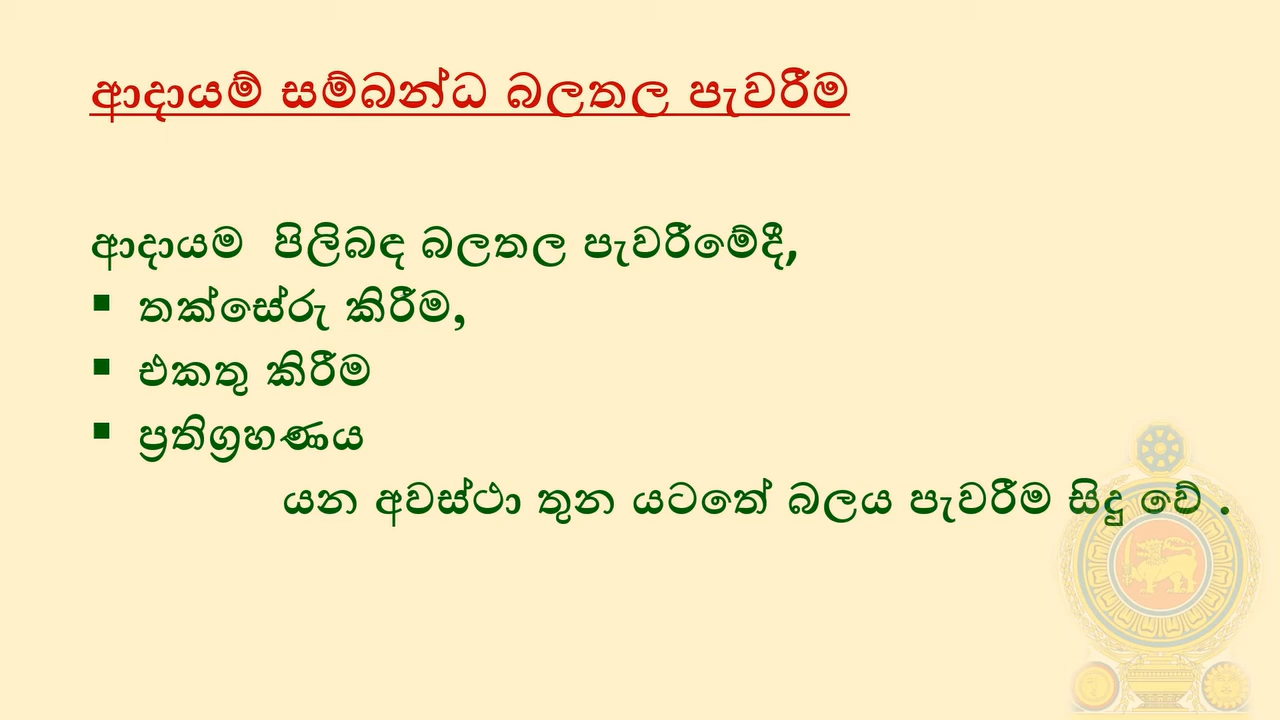 ආදායම් සම්බන්ධ බලතල පැවරීම
ආදායම පිලිබඳ බලතල පැවරීමේදී,
▪ තක්සේරු කිරීම,
▪ එකතු කිරීම
▪ ප්‍රතිග්‍රහණය
යන අවස්ථා තුන යටතේ බලය පැවරීම සිදු වේ .